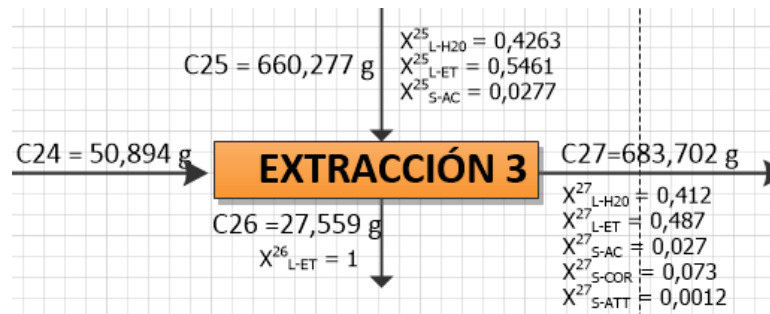 C25 = 660,277 g
X²⁵L-H20 = 0,4263
X²⁵L-ET = 0,5461
X²⁵S-AC = 0,0277
C24 = 50,894 g
EXTRACCIÓN 3
C27=683,702 g
C26 =27,559 g
X²⁶L-ET = 1
X²⁷L-H20 = 0,412
X²⁷L-ET = 0,487
X²⁷S-AC = 0,027
X²⁷S-COR = 0,073
X²⁷S-ATT = 0,0012